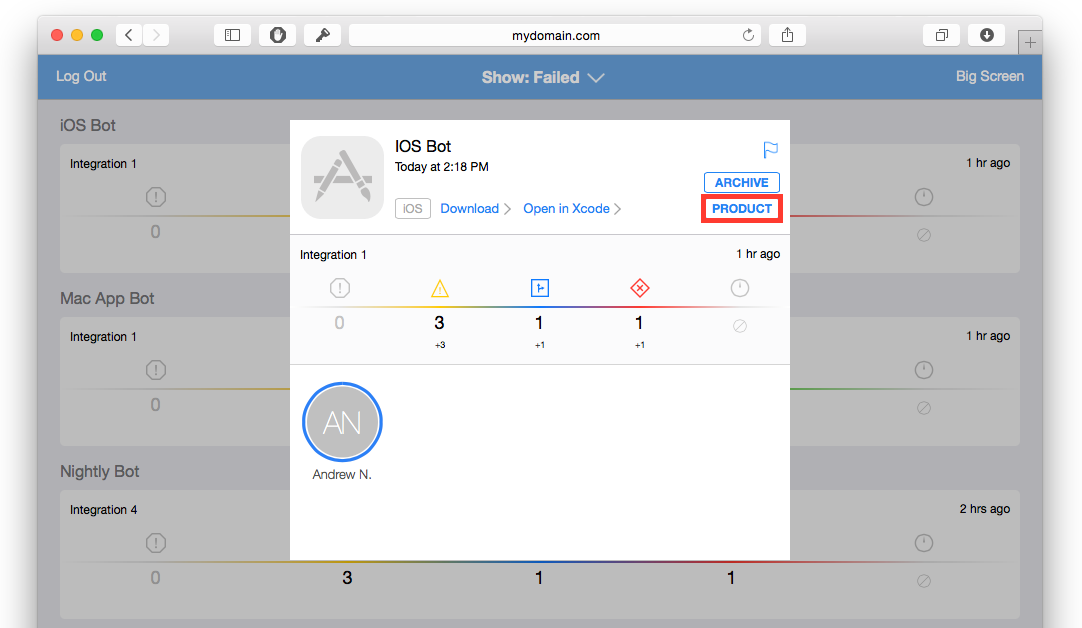 mydomain.com
Log Out
Show: Failed
Big Screen
iOS Bot
Integration 1
1 hr ago
0
IOS Bot
Today at 2:18 PM
ARCHIVE
iOS
Download
Open in Xcode
PRODUCT
Integration 1
1 hr ago
0
3
1
1
+3
+1
+1
AN
Andrew N.
Mac App Bot
Integration 1
1 hr ago
0
Nightly Bot
Integration 4
2 hrs ago
0
3
1
1